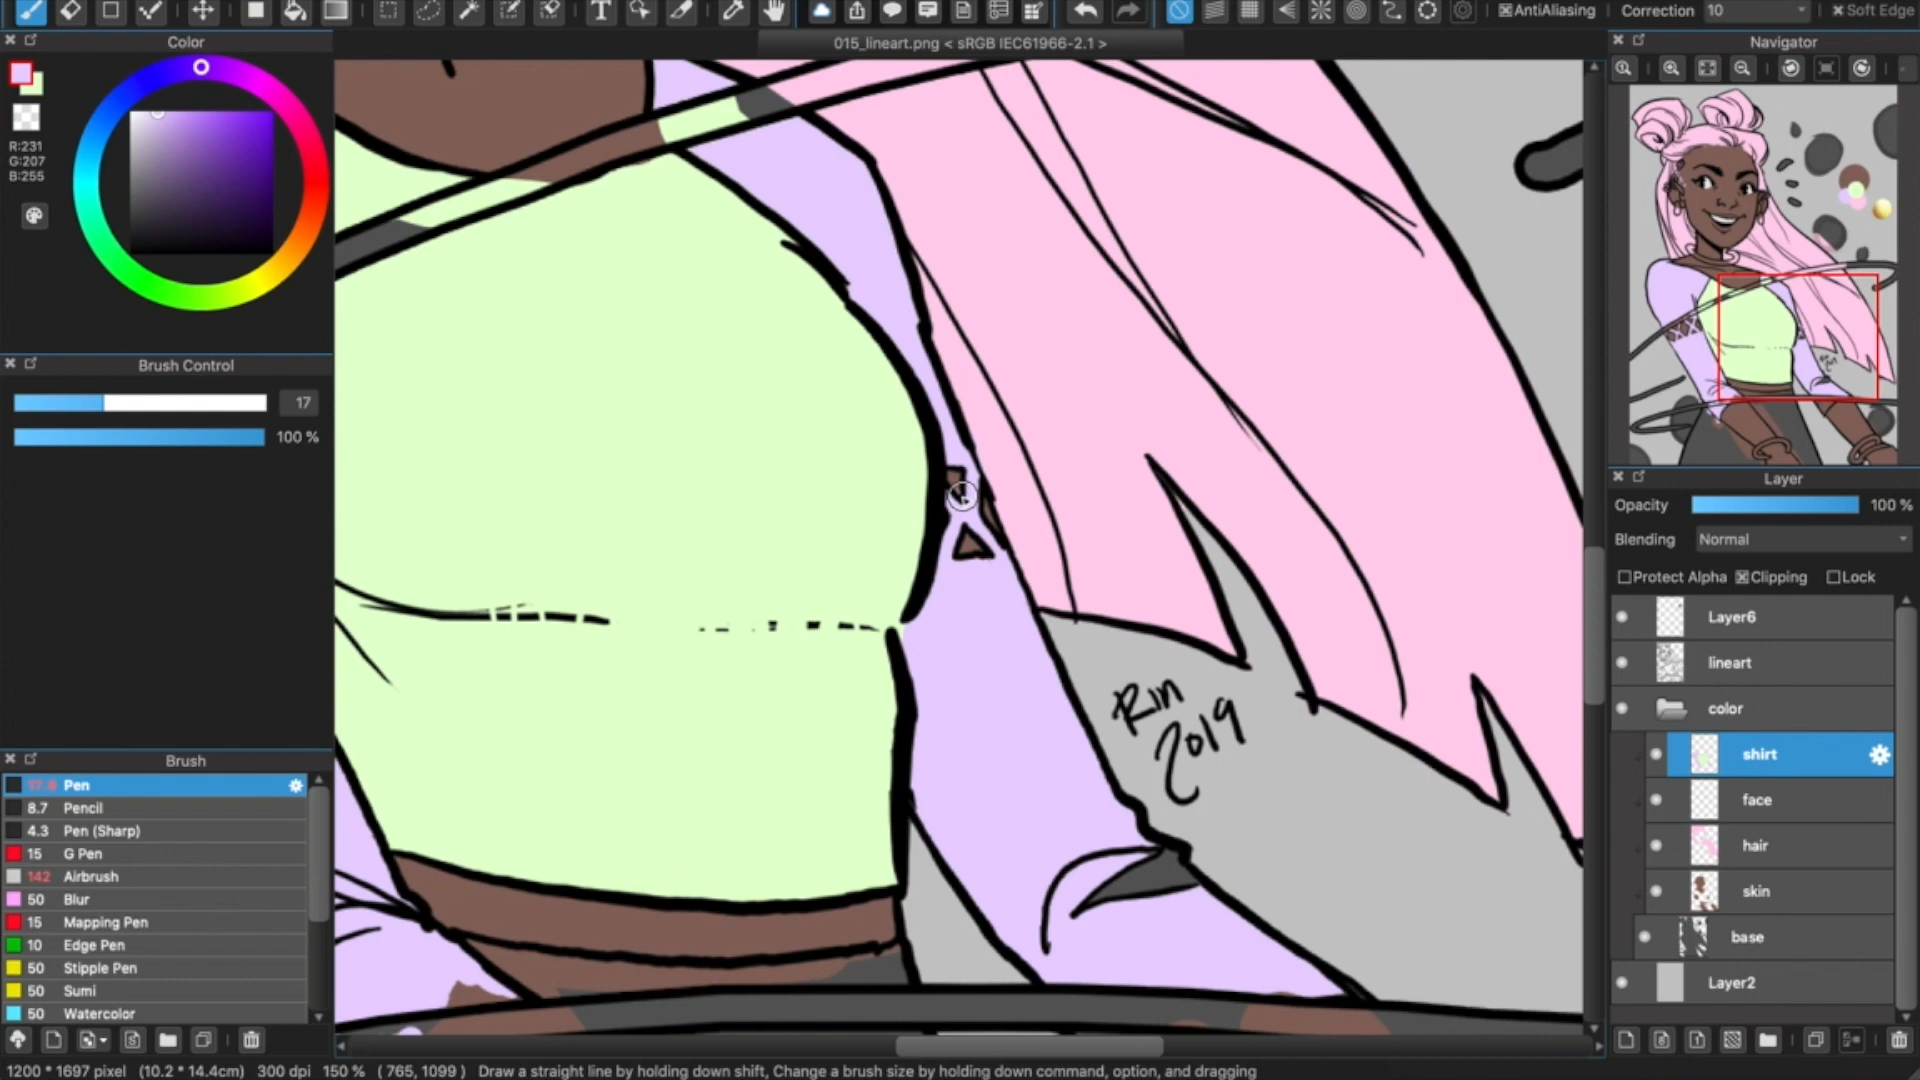 AntiAliasing
Correction 10
Soft Edge
Color
015_lineart.png < sRGB IEC61966-2.1 >
Navigator
R:231
G:207
B:255
Brush Control
17
100 %
Layer
Opacity 100 %
Blending Normal
Protect Alpha Clipping Lock
Layer6
lineart
color
shirt
face
hair
skin
base
Layer2
Brush
Pen
8.7 Pencil
4.3 Pen (Sharp)
15 G Pen
142 Airbrush
50 Blur
15 Mapping Pen
10 Edge Pen
50 Stipple Pen
50 Sumi
50 Watercolor
Rin
2019
1200 * 1697 pixel (10.2 * 14.4cm) 300 dpi 150 % ( 765, 1099 ) Draw a straight line by holding down shift, Change a brush size by holding down command, option, and dragging